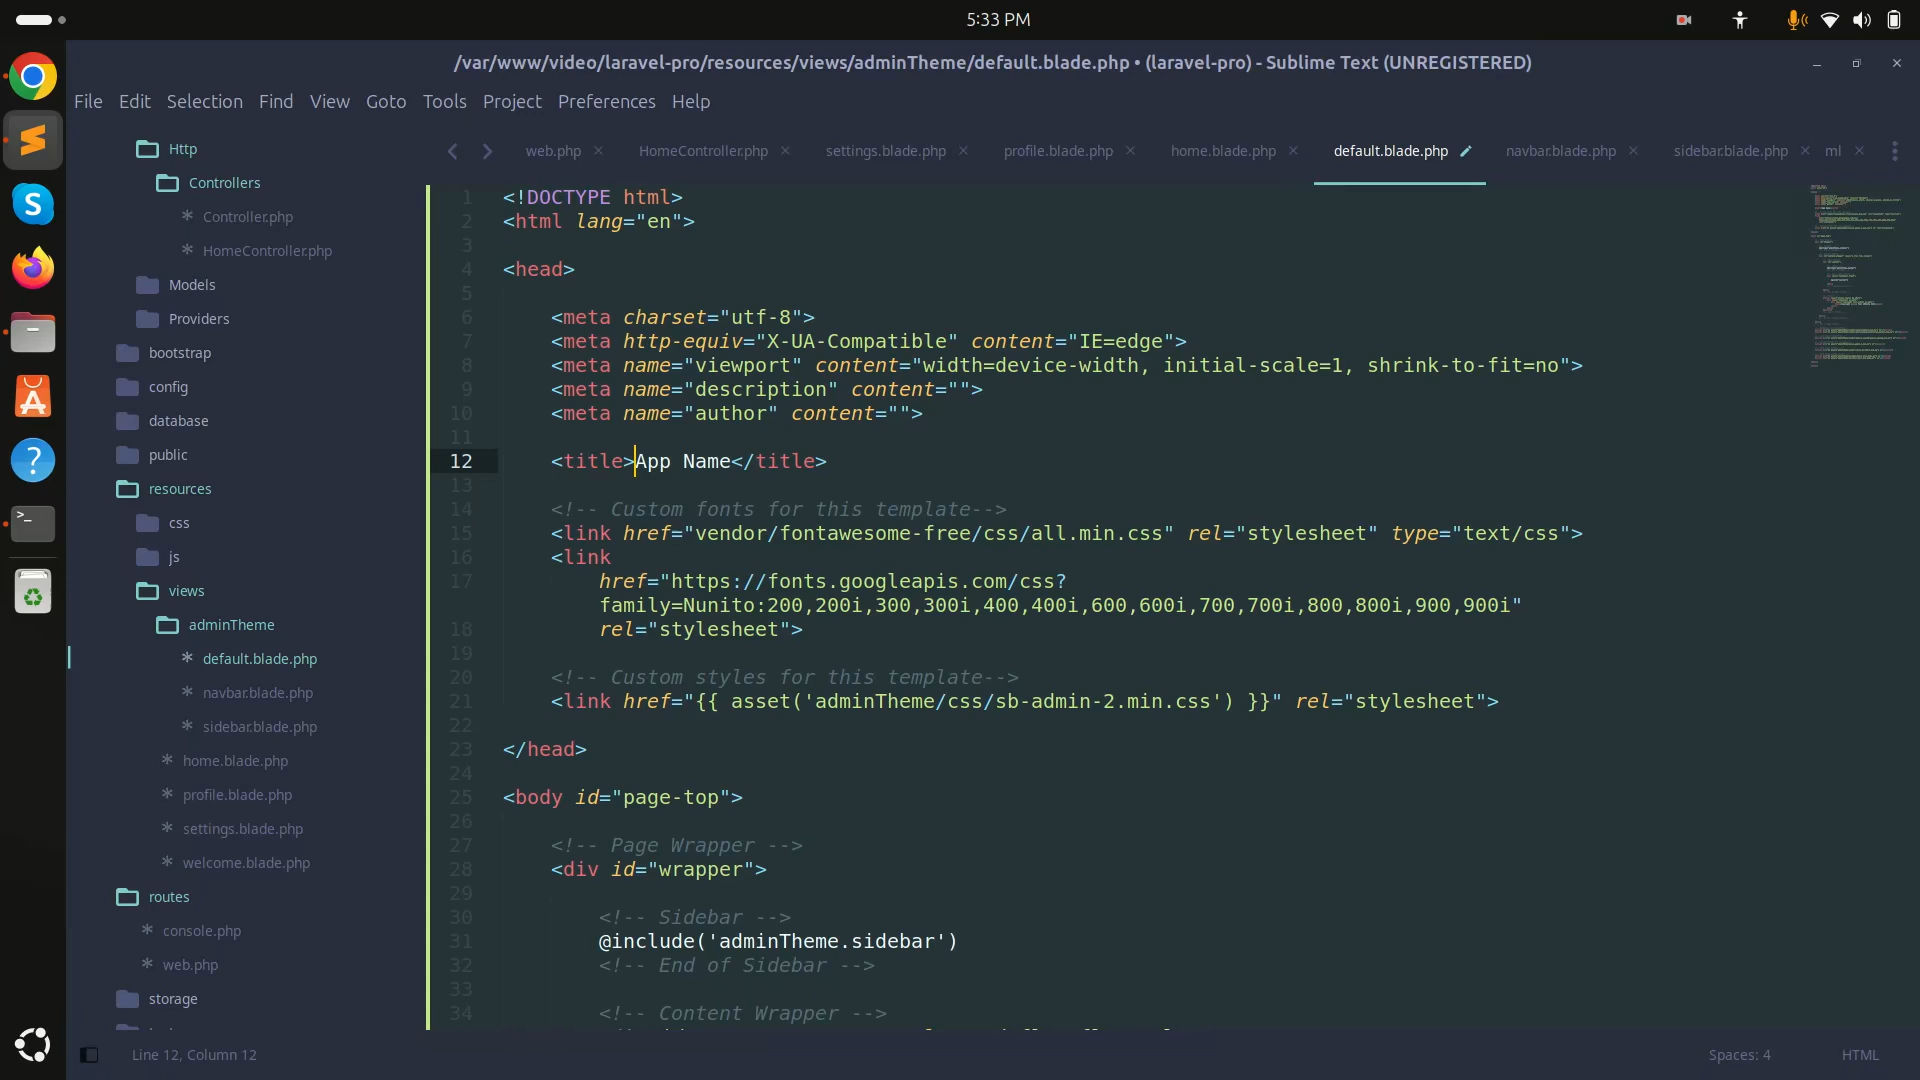 5:33 PM
/var/www/video/laravel-pro/resources/views/adminTheme/default.blade.php • (laravel-pro) - Sublime Text (UNREGISTERED)
File Edit Selection Find View Goto Tools Project Preferences Help
web.php HomeController.php settings.blade.php profile.blade.php home.blade.php default.blade.php navbar.blade.php sidebar.blade.php ml
Http
Controllers
Controller.php
HomeController.php
Models
Providers
bootstrap
config
database
public
resources
css
js
views
adminTheme
default.blade.php
navbar.blade.php
sidebar.blade.php
home.blade.php
profile.blade.php
settings.blade.php
welcome.blade.php
routes
console.php
web.php
storage
1 <!DOCTYPE html>
2 <html lang="en">
3
4 <head>
5
6 <meta charset="utf-8">
7 <meta http-equiv="X-UA-Compatible" content="IE=edge">
8 <meta name="viewport" content="width=device-width, initial-scale=1, shrink-to-fit=no">
9 <meta name="description" content="">
10 <meta name="author" content="">
11
12 <title>App Name</title>
13
14 <!-- Custom fonts for this template-->
15 <link href="vendor/fontawesome-free/css/all.min.css" rel="stylesheet" type="text/css">
16 <link
17 href="https://fonts.googleapis.com/css?
family=Nunito:200,200i,300,300i,400,400i,600,600i,700,700i,800,800i,900,900i"
18 rel="stylesheet">
19
20 <!-- Custom styles for this template-->
21 <link href="{{ asset('adminTheme/css/sb-admin-2.min.css') }}" rel="stylesheet">
22
23 </head>
24
25 <body id="page-top">
26
27 <!-- Page Wrapper -->
28 <div id="wrapper">
29
30 <!-- Sidebar -->
31 @include('adminTheme.sidebar')
32 <!-- End of Sidebar -->
33
34 <!-- Content Wrapper -->
Line 12, Column 12
Spaces: 4
HTML